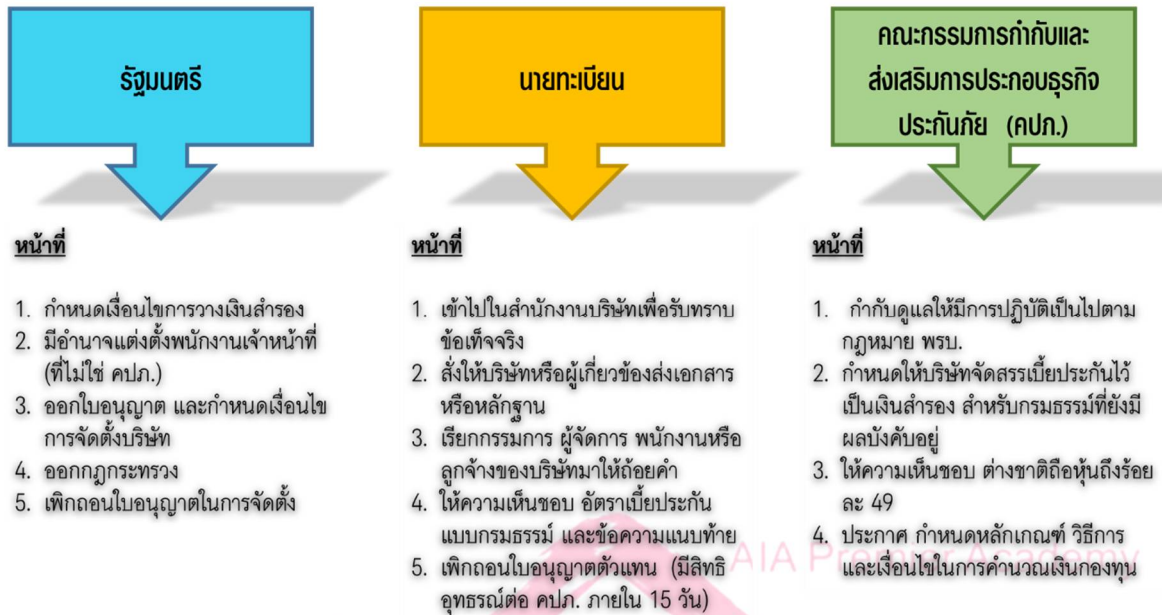 รัฐมนตรี
หน้าที่
1. กำหนดเงื่อนไขการวางเงินสำรอง
2. มีอำนาจแต่งตั้งพนักงานเจ้าหน้าที่
(ที่ไม่ใช่ คปภ.)
3. ออกใบอนุญาต และกำหนดเงื่อนไข
การจัดตั้งบริษัท
4. ออกกฎกระทรวง
5. เพิกถอนใบอนุญาตในการจัดตั้ง
นายทะเบียน
หน้าที่
1. เข้าไปในสำนักงานบริษัทเพื่อรับทราบ
ข้อเท็จจริง
2. สั่งให้บริษัทหรือผู้เกี่ยวข้องส่งเอกสาร
หรือหลักฐาน
3. เรียกกรรมการ ผู้จัดการ พนักงานหรือ
ลูกจ้างของบริษัทมาให้ถ้อยคำ
4. ให้ความเห็นชอบ อัตราเบี้ยประกัน
แบบกรมธรรม์ และข้อความแนบท้าย
5. เพิกถอนใบอนุญาตตัวแทน (มีสิทธิ
อุทธรณ์ต่อ คปภ. ภายใน 15 วัน)
คณะกรรมการกำกับและ
ส่งเสริมการประกอบธุรกิจ
ประกันภัย (คปภ.)
หน้าที่
1. กำกับดูแลให้มีการปฏิบัติเป็นไปตาม
กฎหมาย พรบ.
2. กำหนดให้บริษัทจัดสรรเบี้ยประกันไว้
เป็นเงินสำรอง สำหรับกรมธรรม์ที่ยังมี
ผลบังคับอยู่
3. ให้ความเห็นชอบ ต่างชาติถือหุ้นถึงร้อย
ละ 49
4. ประกาศ กำหนดหลักเกณฑ์ วิธีการ
และเงื่อนไขในการคำนวณเงินกองทุน
AIA Premier Academy